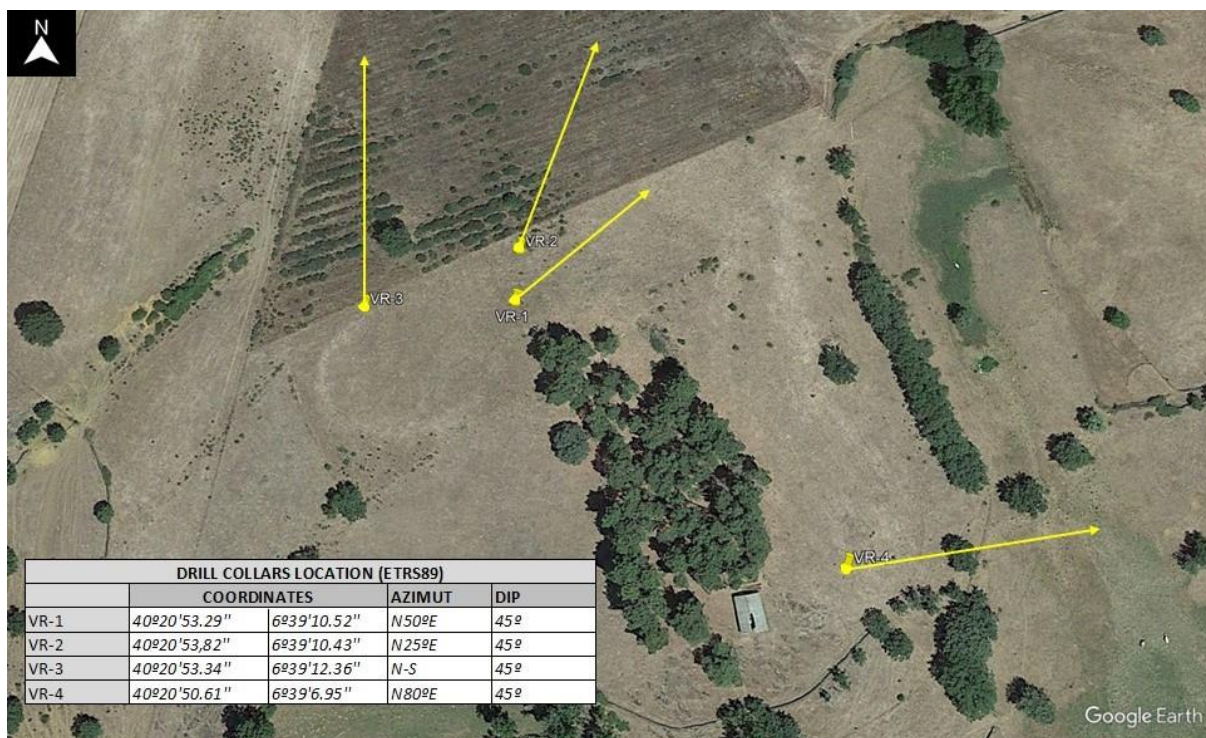 N
VR-2
VR-3
VR-1
VR-4
DRILL COLLARS LOCATION (ETRS89)
COORDINATES AZIMUT DIP
VR-1 40º20'53.29" 6º39'10.52" N50ºE 45º
VR-2 40º20'53,82" 6º39'10.43" N25ºE 45º
VR-3 40º20'53.34" 6º39'12.36" N-S 45º
VR-4 40º20'50.61" 6º39'6.95" N80ºE 45º
Google Earth